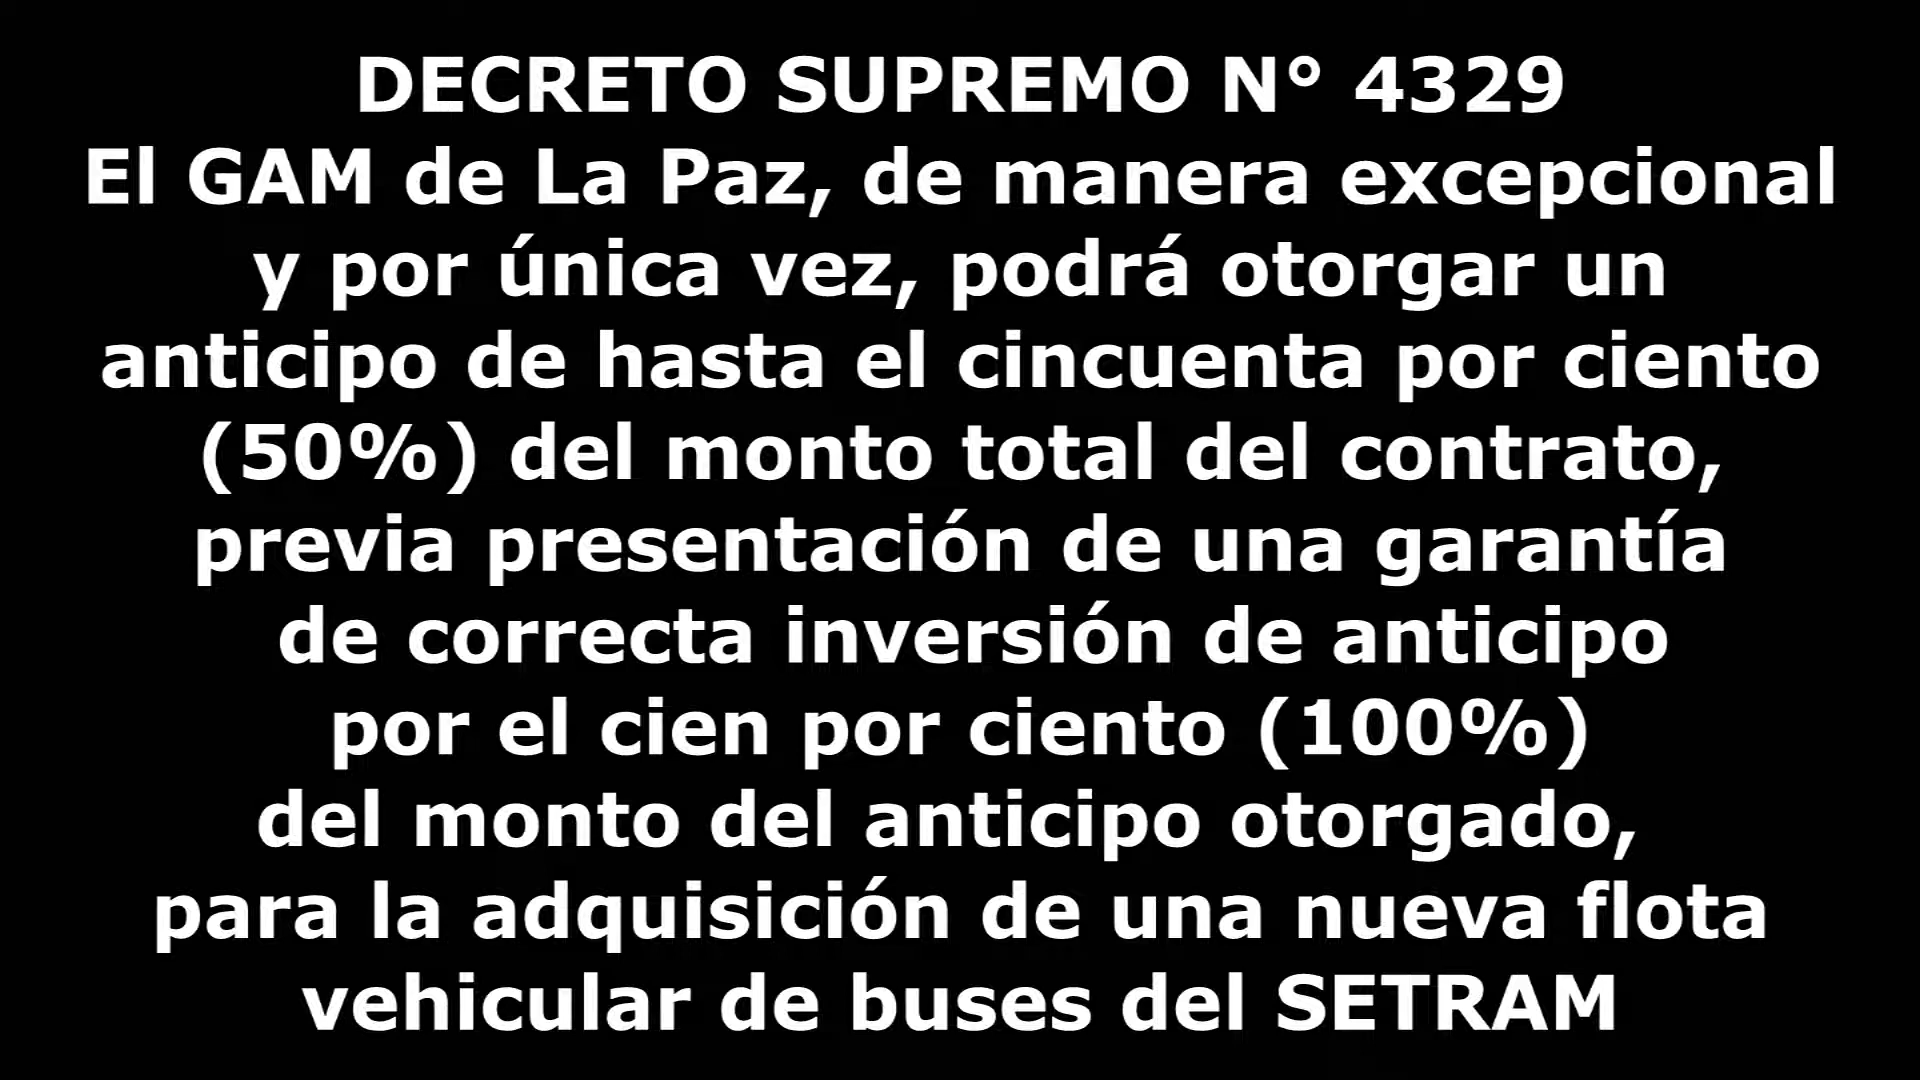 DECRETO SUPREMO N° 4329
El GAM de La Paz, de manera excepcional
y por única vez, podrá otorgar un
anticipo de hasta el cincuenta por ciento
(50%) del monto total del contrato,
previa presentación de una garantía
de correcta inversión de anticipo
por el cien por ciento (100%)
del monto del anticipo otorgado,
para la adquisición de una nueva flota
vehicular de buses del SETRAM